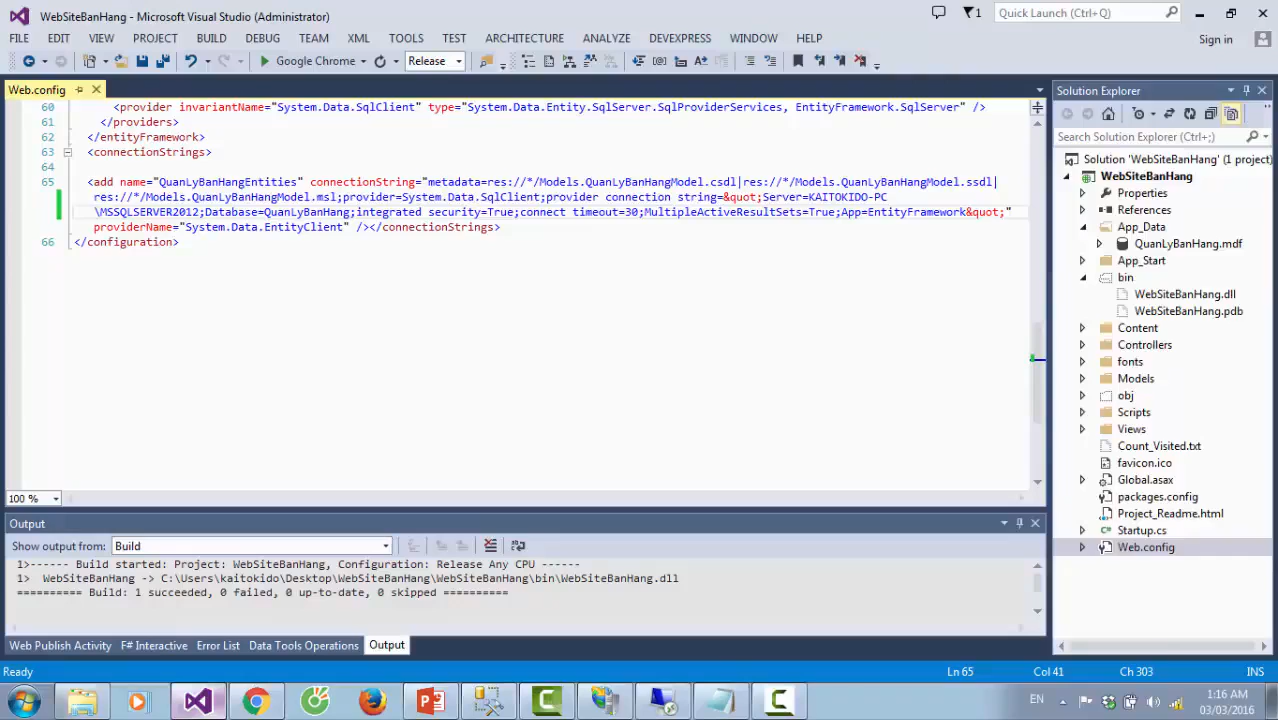 WebSiteBanHang - Microsoft Visual Studio (Administrator)
1
Quick Launch (Ctrl+Q)
FILE EDIT VIEW PROJECT BUILD DEBUG TEAM XML TOOLS TEST ARCHITECTURE ANALYZE DEVEXPRESS WINDOW HELP
Sign in
Google Chrome
Release
Web.config
60 <provider invariantName="System.Data.SqlClient" type="System.Data.Entity.SqlServer.SqlProviderServices, EntityFramework.SqlServer" />
61 </providers>
62 </entityFramework>
63 <connectionStrings>
64
65 <add name="QuanLyBanHangEntities" connectionString="metadata=res://*/Models.QuanLyBanHangModel.csdl|res://*/Models.QuanLyBanHangModel.ssdl|
res://*/Models.QuanLyBanHangModel.msl;provider=System.Data.SqlClient;provider connection string=&quot;Server=KAITOKIDO-PC
\MSSQLSERVER2012;Database=QuanLyBanHang;integrated security=True;connect timeout=30;MultipleActiveResultSets=True;App=EntityFramework&quot;"
providerName="System.Data.EntityClient" /></connectionStrings>
66 </configuration>
100 %
Solution Explorer
Search Solution Explorer (Ctrl+;)
Solution 'WebSiteBanHang' (1 project)
WebSiteBanHang
Properties
References
App_Data
QuanLyBanHang.mdf
App_Start
bin
WebSiteBanHang.dll
WebSiteBanHang.pdb
Content
Controllers
fonts
Models
obj
Scripts
Views
Count_Visited.txt
favicon.ico
Global.asax
packages.config
Project_Readme.html
Startup.cs
Web.config
Output
Show output from: Build
1>------ Build started: Project: WebSiteBanHang, Configuration: Release Any CPU ------
1> WebSiteBanHang -> C:\Users\kaitokido\Desktop\WebSiteBanHang\WebSiteBanHang\bin\WebSiteBanHang.dll
========== Build: 1 succeeded, 0 failed, 0 up-to-date, 0 skipped ==========
Web Publish Activity F# Interactive Error List Data Tools Operations Output
Ready
Ln 65 Col 41 Ch 303 INS
EN
1:16 AM
03/03/2016